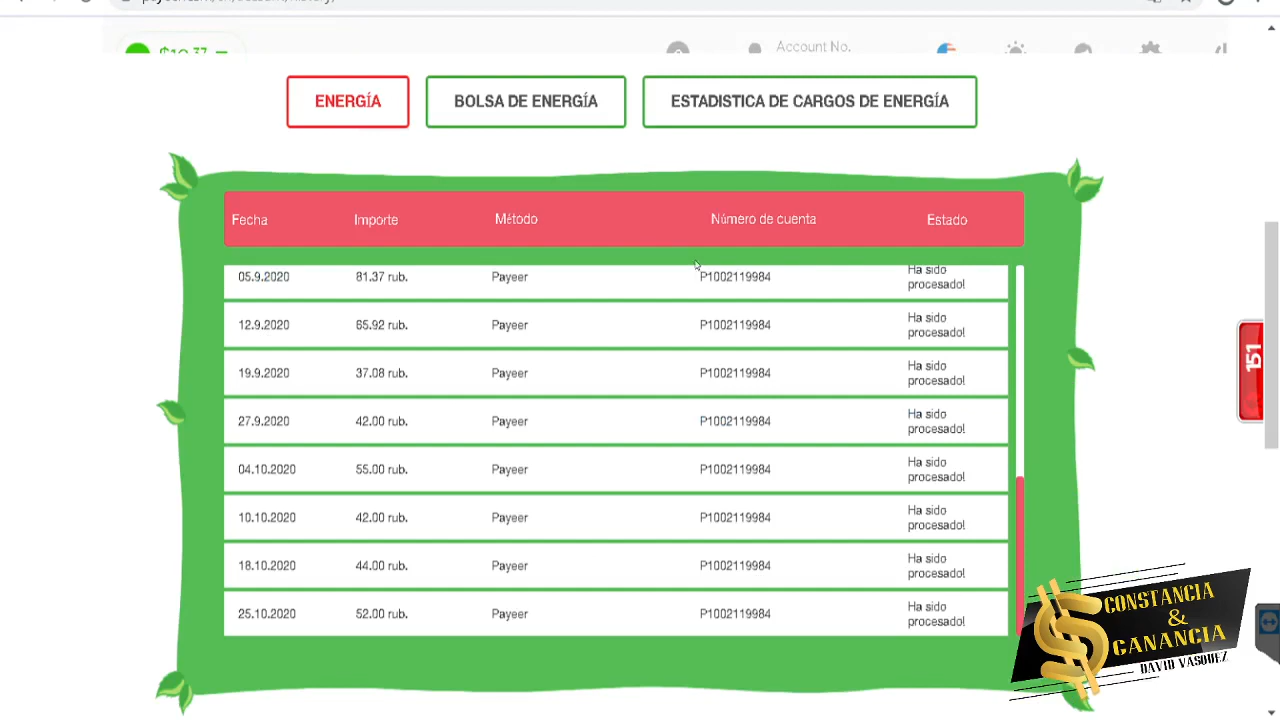 $10.37
Account No.
ENERGÍA
BOLSA DE ENERGÍA
ESTADISTICA DE CARGOS DE ENERGÍA
Fecha Importe Método Número de cuenta Estado
05.9.2020 81.37 rub. Payeer P1002119984 Ha sido
procesado!
12.9.2020 65.92 rub. Payeer P1002119984 Ha sido
procesado!
19.9.2020 37.08 rub. Payeer P1002119984 Ha sido
procesado!
27.9.2020 42.00 rub. Payeer P1002119984 Ha sido
procesado!
04.10.2020 55.00 rub. Payeer P1002119984 Ha sido
procesado!
10.10.2020 42.00 rub. Payeer P1002119984 Ha sido
procesado!
18.10.2020 44.00 rub. Payeer P1002119984 Ha sido
procesado!
25.10.2020 52.00 rub. Payeer P1002119984 Ha sido
procesado!
151
CONSTANCIA
&
GANANCIA
DAVID VASQUEZ